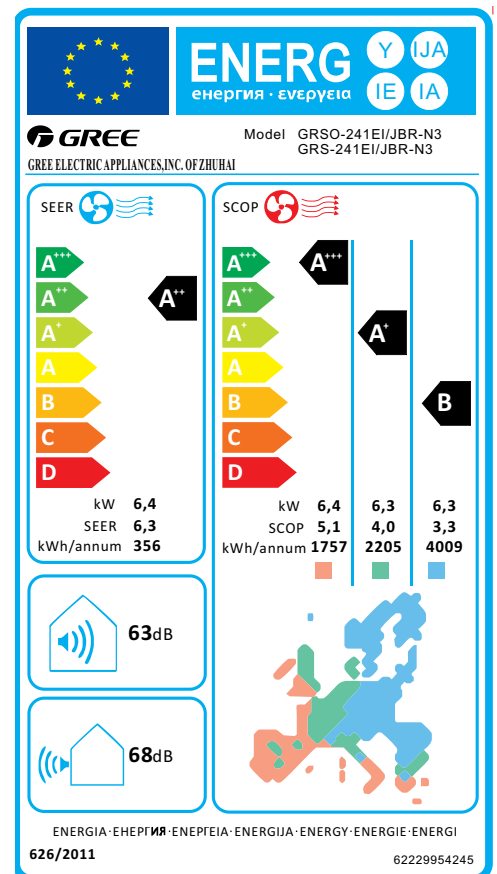 ENERG
енергия · ενεργεια
Y IJA
IE IA
GREE
GREE ELECTRIC APPLIANCES,INC. OF ZHUHAI
Model GRSO-241EI/JBR-N3
GRS-241EI/JBR-N3
SEER
A+++
A++
A+
A
B
C
D
A++
kW 6,4
SEER 6,3
kWh/annum 356
SCOP
A+++
A++
A+
A
B
C
D
A+++
A+
B
kW 6,4 6,3 6,3
SCOP 5,1 4,0 3,3
kWh/annum 1757 2205 4009
63dB
68dB
ENERGIA·ЕНЕРГИЯ·ΕΝΕΡΓΕΙΑ·ENERGIJA·ENERGY·ENERGIE·ENERGI
626/2011
62229954245